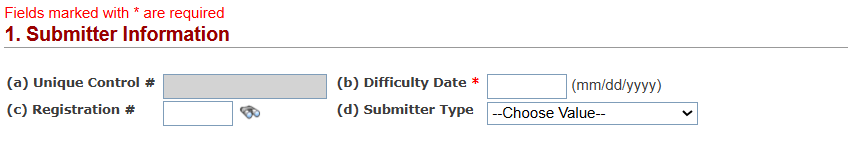 Fields marked with * are required
1. Submitter Information
(a) Unique Control # (b) Difficulty Date * (mm/dd/yyyy)
(c) Registration # (d) Submitter Type --Choose Value--